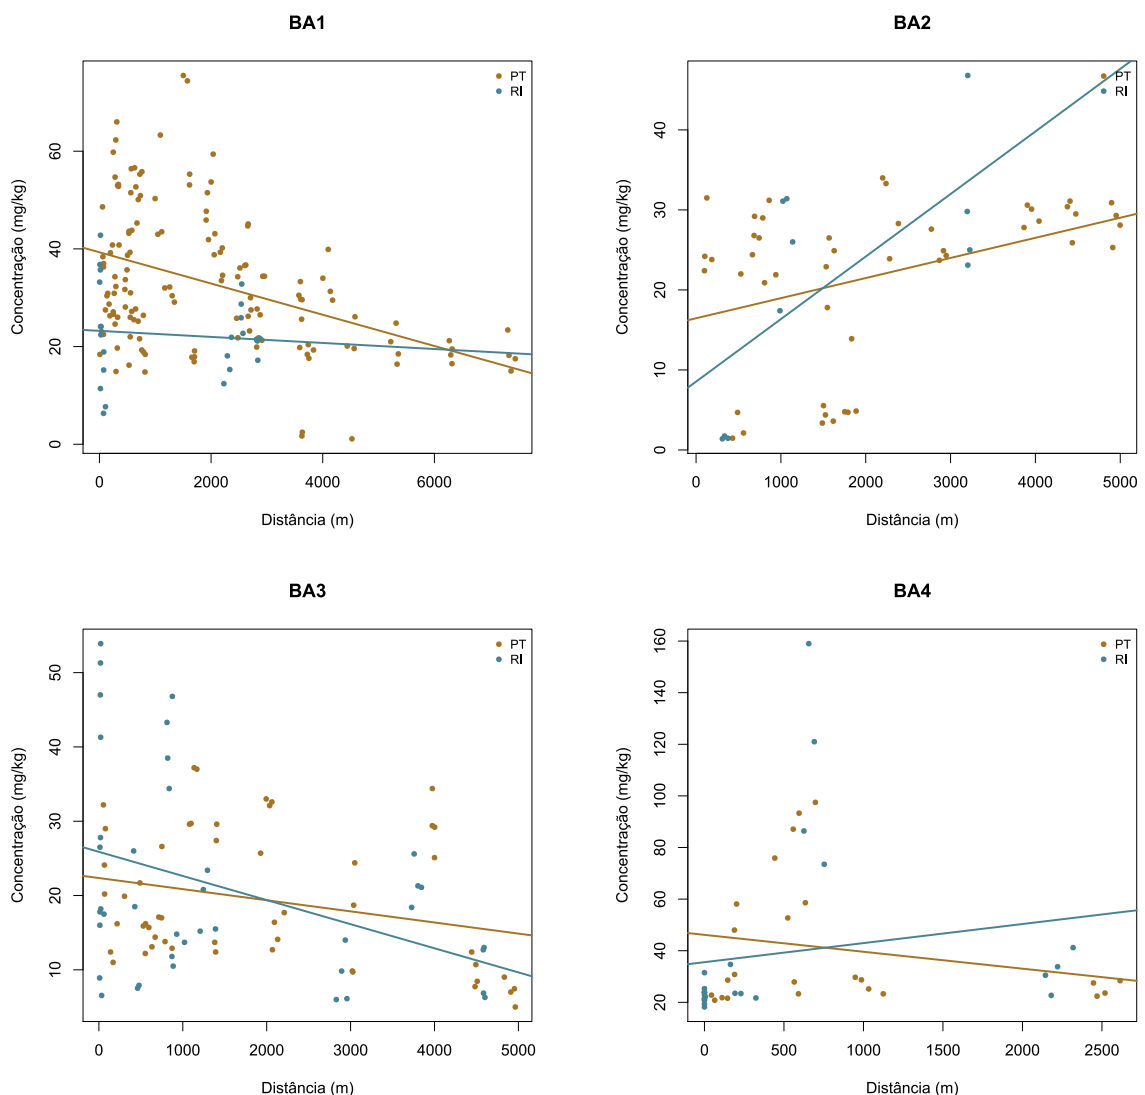 BA1
PT
RI
Concentração (mg/kg)
0
20
40
60
0 2000 4000 6000
Distância (m)
BA2
PT
RI
Concentração (mg/kg)
0
10
20
30
40
0 1000 2000 3000 4000 5000
Distância (m)
BA3
PT
RI
Concentração (mg/kg)
10
20
30
40
50
0 1000 2000 3000 4000 5000
Distância (m)
BA4
PT
RI
Concentração (mg/kg)
20
40
60
80
100
120
140
160
0 500 1000 1500 2000 2500
Distância (m)